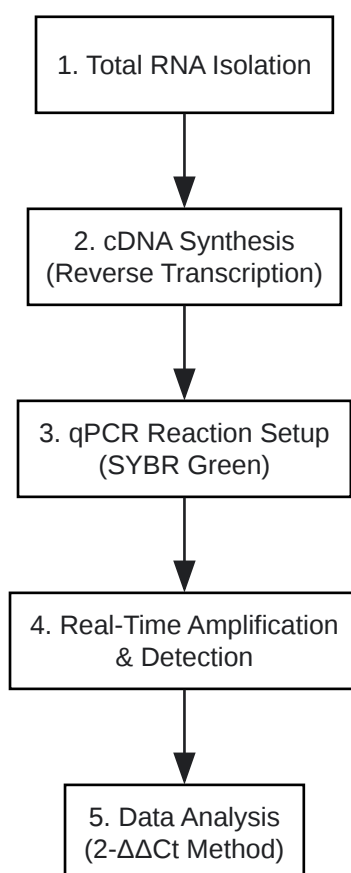 1. Total RNA Isolation
2. cDNA Synthesis
(Reverse Transcription)
3. qPCR Reaction Setup
(SYBR Green)
4. Real-Time Amplification
& Detection
5. Data Analysis
(2-ΔΔCt Method)